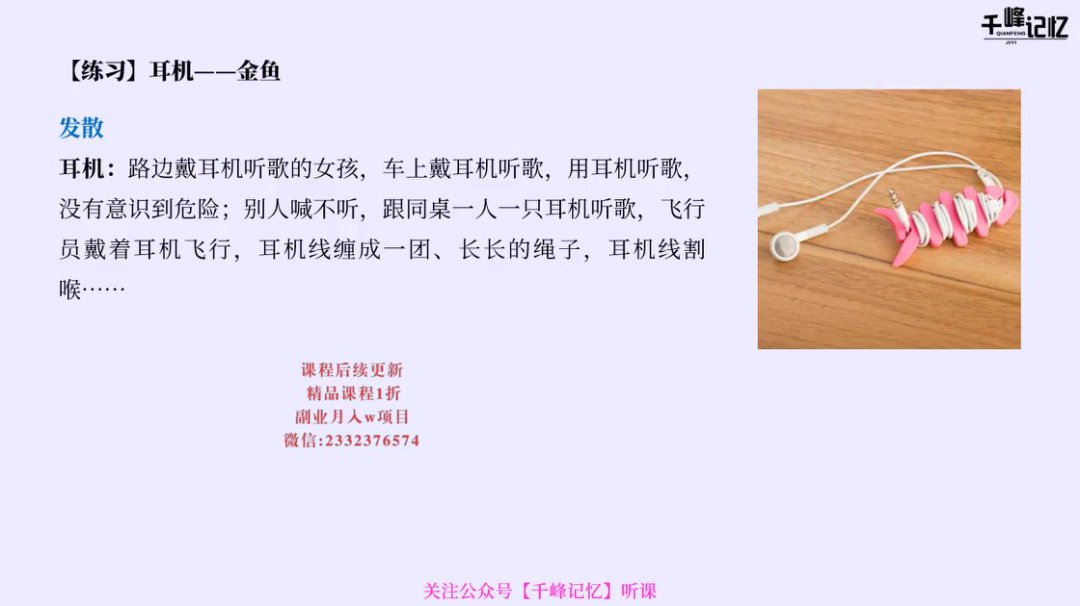 千峰记忆
QIANFENG
JIYI
【练习】耳机——金鱼
发散
耳机：路边戴耳机听歌的女孩，车上戴耳机听歌，用耳机听歌，
没有意识到危险；别人喊不听，跟同桌一人一只耳机听歌，飞行
员戴着耳机飞行，耳机线缠成一团、长长的绳子，耳机线割
喉……
课程后续更新
精品课程1折
副业月入w项目
微信:2332376574
关注公众号【千峰记忆】听课